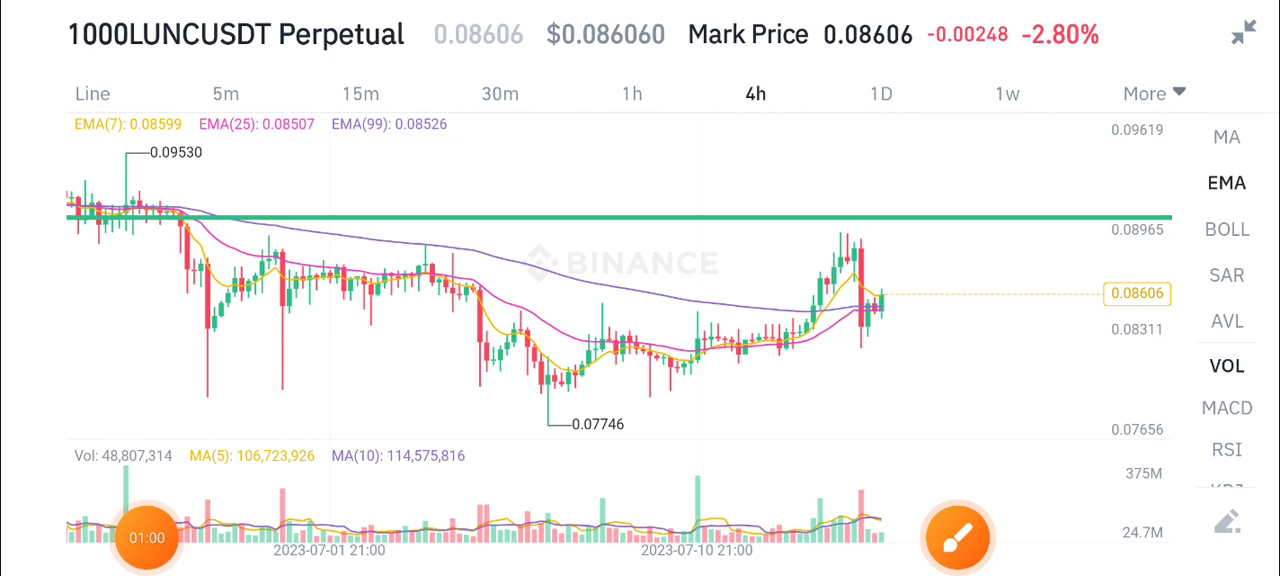 1000LUNCUSDT Perpetual 0.08606 $0.086060 Mark Price 0.08606 -0.00248 -2.80%
Line 5m 15m 30m 1h 4h 1D 1w More
EMA(7): 0.08599 EMA(25): 0.08507 EMA(99): 0.08526
0.09619
MA
0.09530
EMA
0.08965
BOLL
BINANCE
SAR
0.08606
AVL
0.08311
VOL
MACD
0.07746
0.07656
RSI
Vol: 48,807,314 MA(5): 106,723,926 MA(10): 114,575,816
375M
KDJ
24.7M
01:00
2023-07-01 21:00 2023-07-10 21:00